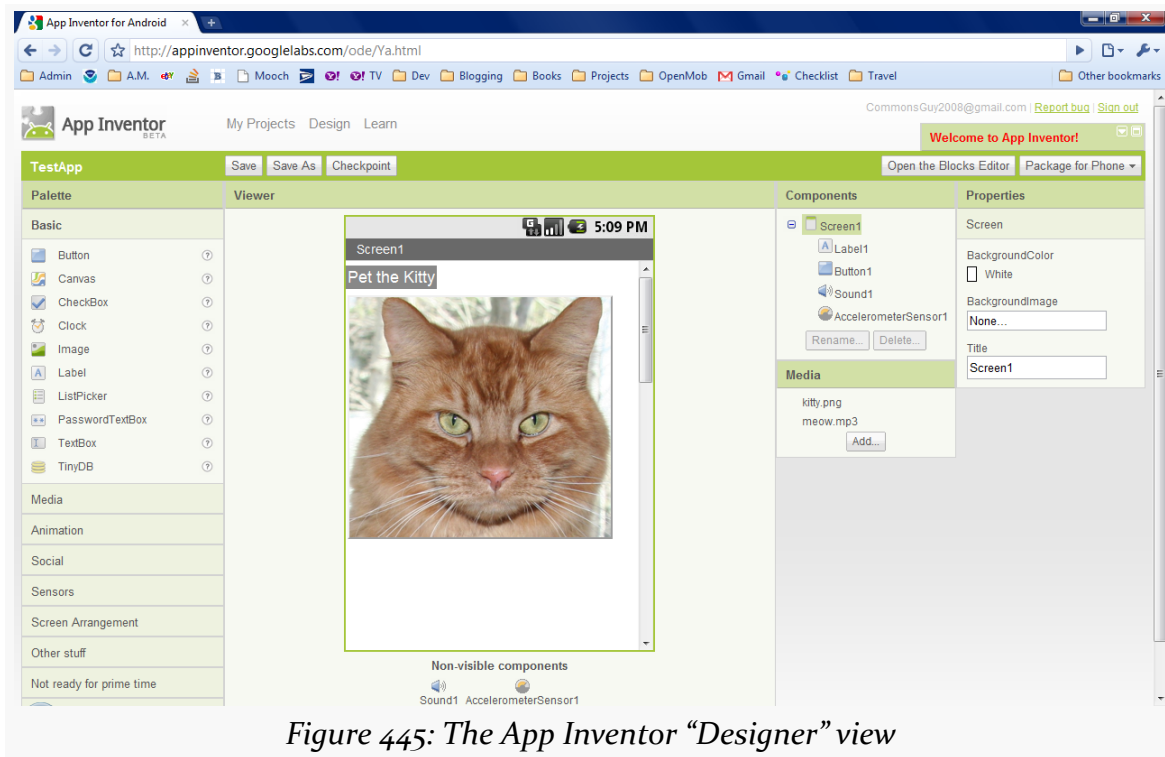 App Inventor for Android
http://appinventor.googlelabs.com/ode/Ya.html
Admin A.M. Mooch TV Dev Blogging Books Projects OpenMob Gmail Checklist Travel Other bookmarks
CommonsGuy2008@gmail.com | Report bug | Sign out
App Inventor
BETA
My Projects Design Learn
Welcome to App Inventor!
TestApp Save Save As Checkpoint Open the Blocks Editor Package for Phone
Palette Viewer Components Properties
Basic
Button
Canvas
CheckBox
Clock
Image
Label
ListPicker
PasswordTextBox
TextBox
TinyDB
Media
Animation
Social
Sensors
Screen Arrangement
Other stuff
Not ready for prime time
5:09 PM
Screen1
Pet the Kitty
Non-visible components
Sound1 AccelerometerSensor1
Screen1
Label1
Button1
Sound1
AccelerometerSensor1
Rename... Delete...
Media
kitty.png
meow.mp3
Add...
Screen
BackgroundColor
White
BackgroundImage
None...
Title
Screen1
Figure 445: The App Inventor “Designer” view